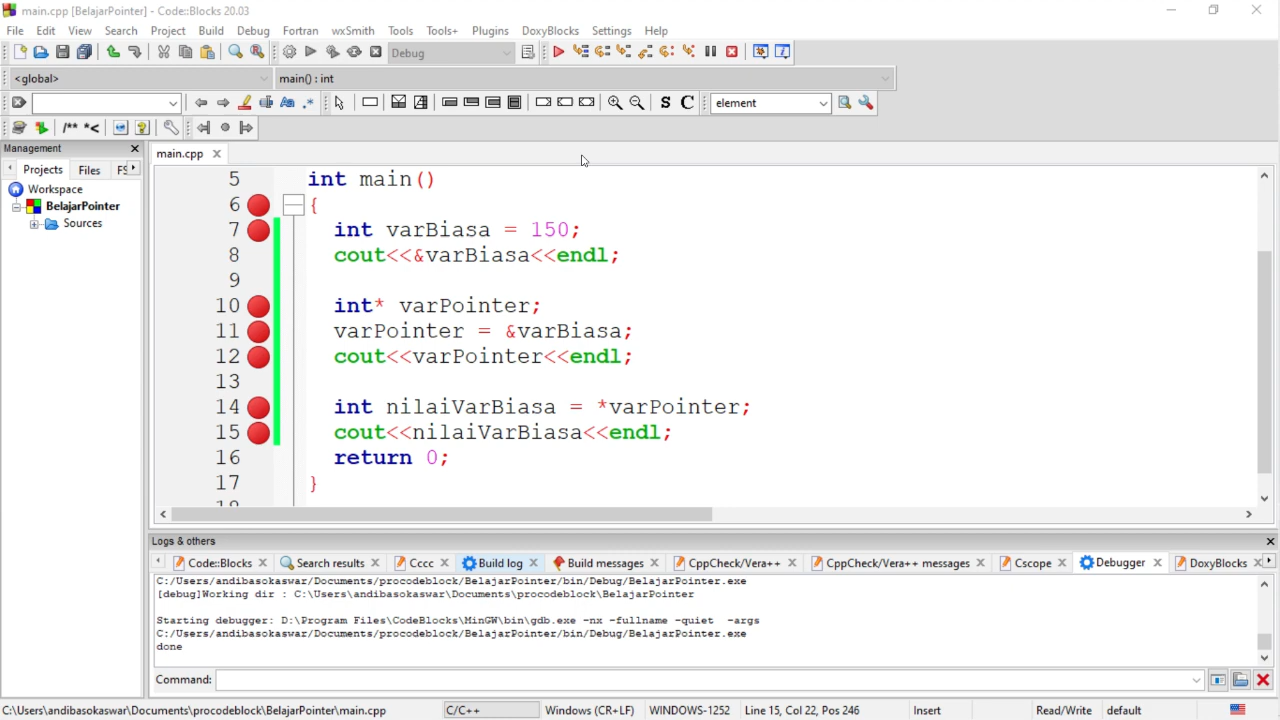 main.cpp [BelajarPointer] - Code::Blocks 20.03
File Edit View Search Project Build Debug Fortran wxSmith Tools Tools+ Plugins DoxyBlocks Settings Help
Debug
<global> main() : int
S C element
/** *<
Management
Projects Files FS
main.cpp
Workspace
BelajarPointer
Sources
5 int main()
6 {
7 int varBiasa = 150;
8 cout<<&varBiasa<<endl;
9
10 int* varPointer;
11 varPointer = &varBiasa;
12 cout<<varPointer<<endl;
13
14 int nilaiVarBiasa = *varPointer;
15 cout<<nilaiVarBiasa<<endl;
16 return 0;
17 }
18
Logs & others
Code::Blocks Search results Cccc Build log Build messages CppCheck/Vera++ CppCheck/Vera++ messages Cscope Debugger DoxyBlocks
C:/Users/andibasokaswar/Documents/procodeblock/BelajarPointer/bin/Debug/BelajarPointer.exe
[debug]Working dir : C:\Users\andibasokaswar\Documents\procodeblock\BelajarPointer
Starting debugger: D:\Program Files\CodeBlocks\MinGW\bin\gdb.exe -nx -fullname -quiet -args
C:/Users/andibasokaswar/Documents/procodeblock/BelajarPointer/bin/Debug/BelajarPointer.exe
done
Command:
C:\Users\andibasokaswar\Documents\procodeblock\BelajarPointer\main.cpp C/C++ Windows (CR+LF) WINDOWS-1252 Line 15, Col 22, Pos 246 Insert Read/Write default